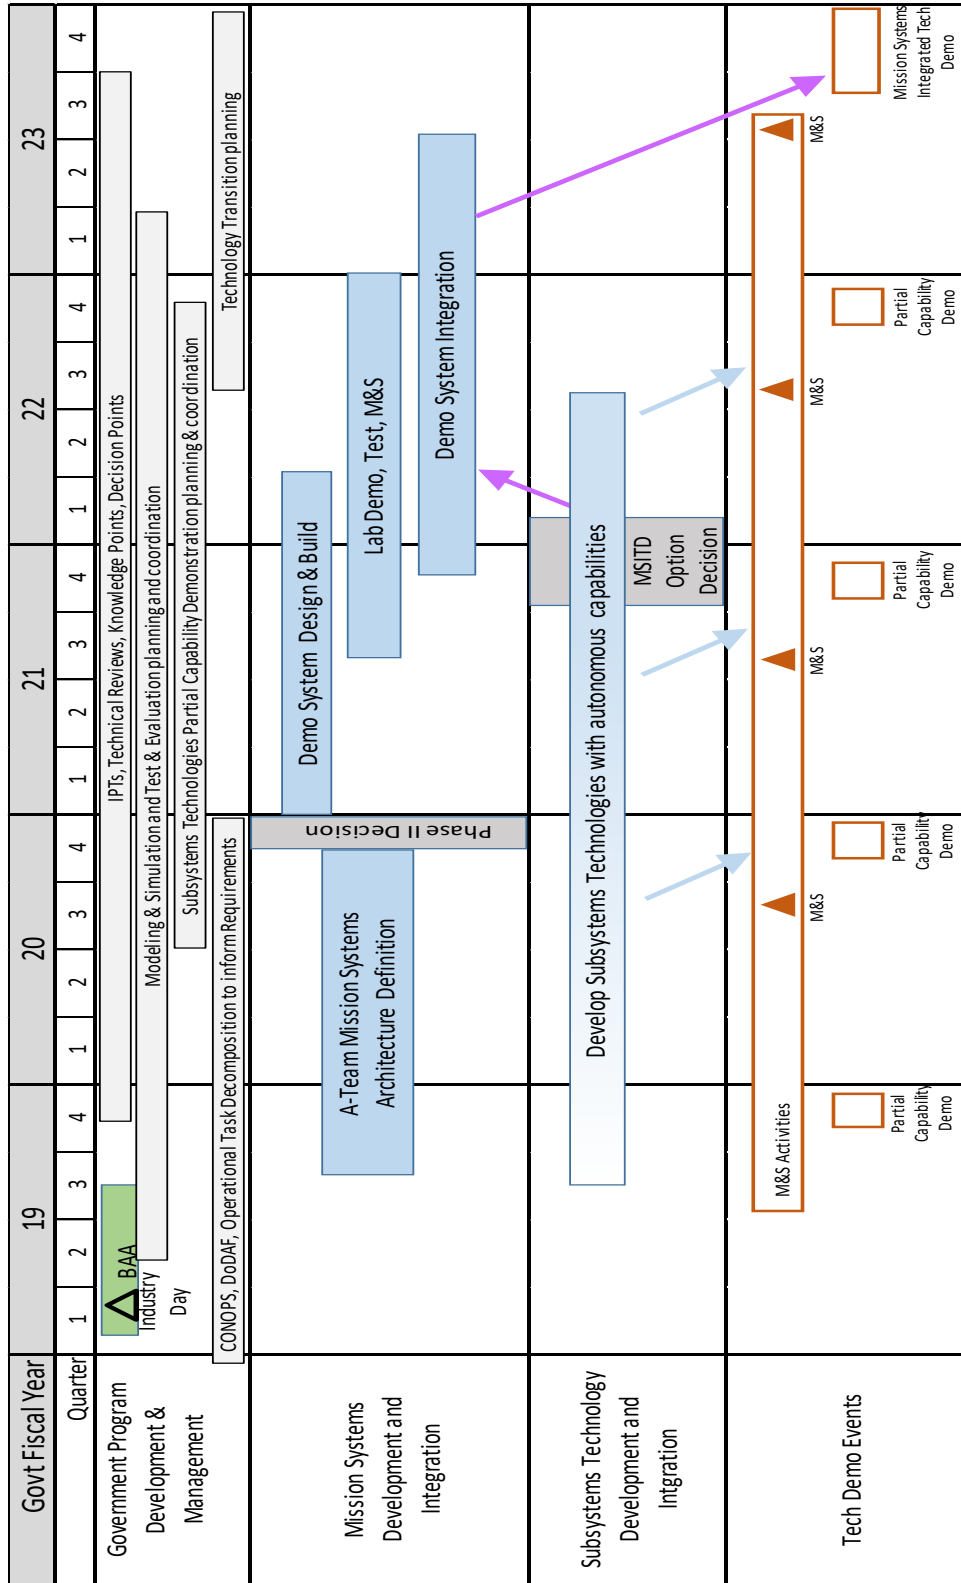 Govt Fiscal Year
19
20
21
22
23
Quarter
1
2
3
4
1
2
3
4
1
2
3
4
1
2
3
4
1
2
3
4
Government Program
Development &
Management
IPTs, Technical Reviews, Knowledge Points, Decision Points
BAA
Industry
Day
Modeling & Simulation and Test & Evaluation planning and coordination
Subsystems Technologies Partial Capability Demonstration planning & coordination
CONOPS, DoDAF, Operational Task Decomposition to inform Requirements
Technology Transition planning
Mission Systems
Development and
Integration
Phase II Decision
Demo System Design & Build
A-Team Mission Systems
Architecture Definition
Lab Demo, Test, M&S
Demo System Integration
Subsystems Technology
Development and
Intgration
Develop Subsystems Technologies with autonomous capabilities
MSITD
Option
Decision
Tech Demo Events
M&S Activities
M&S
M&S
M&S
M&S
Partial
Capability
Demo
Partial
Capability
Demo
Partial
Capability
Demo
Partial
Capability
Demo
Mission Systems
Integrated Tech
Demo